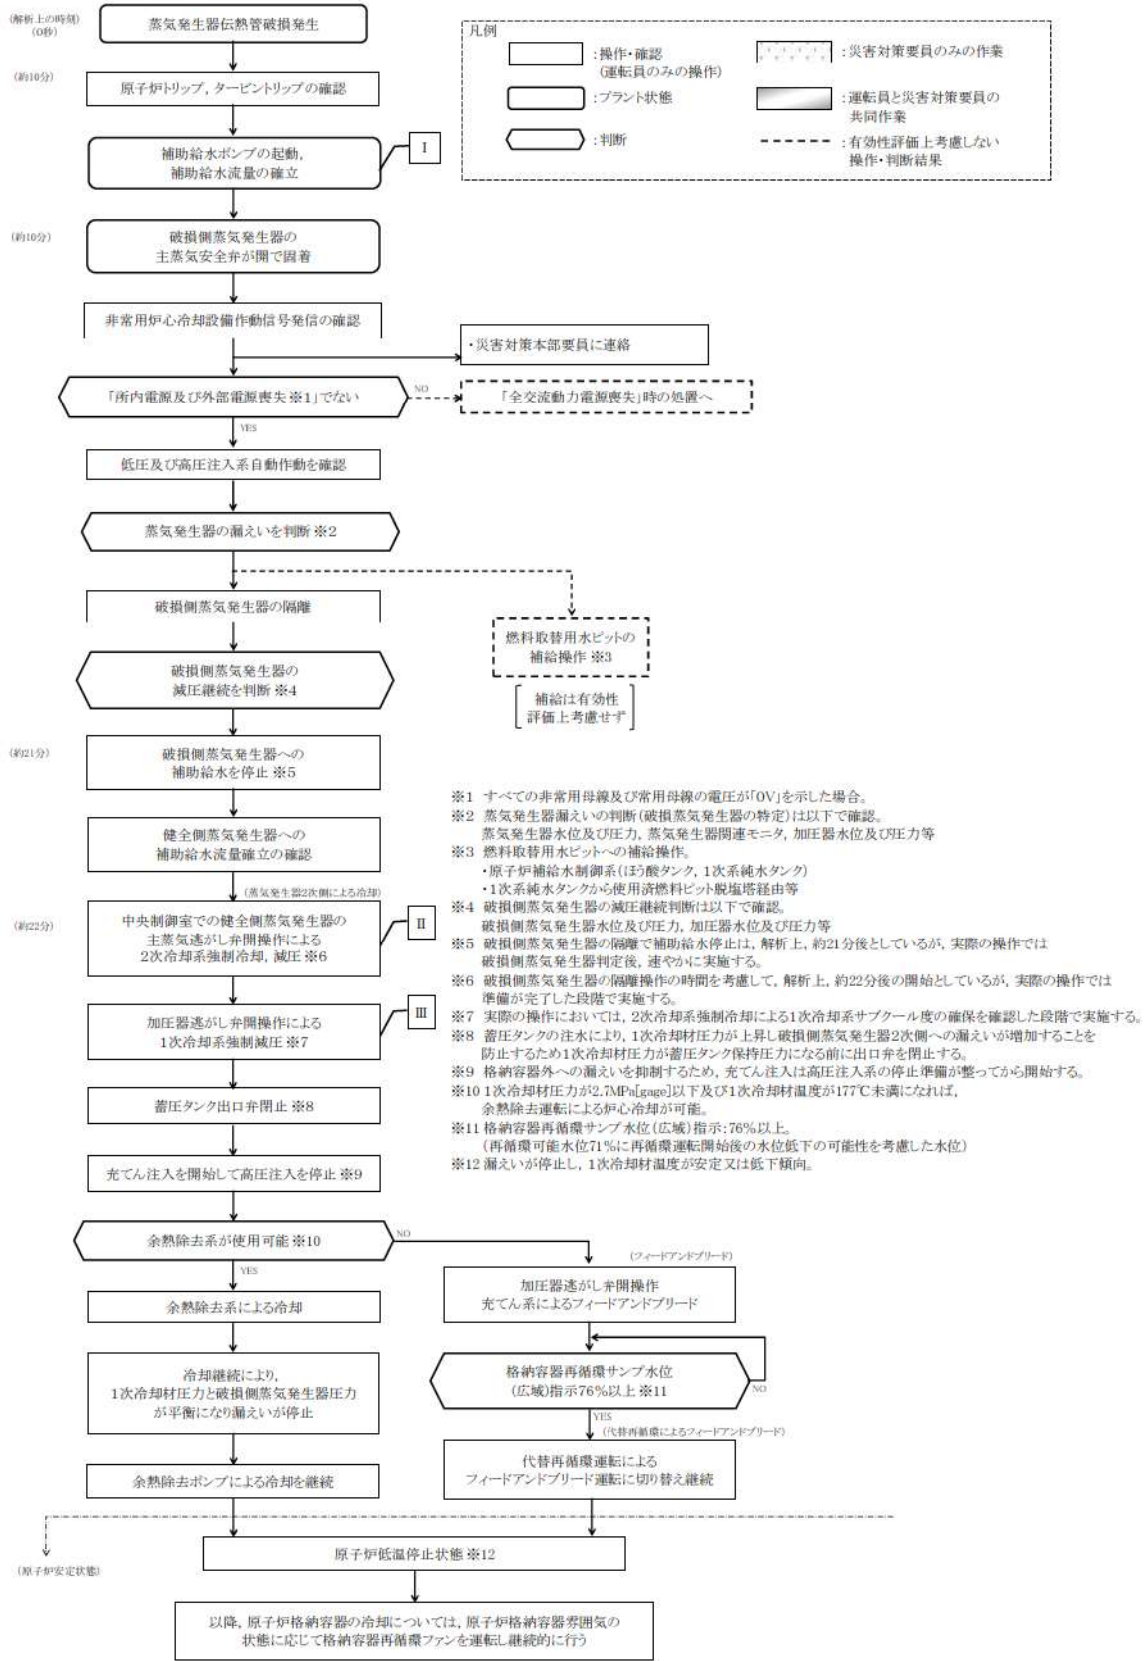 (解析上の時刻)
(0秒)
蒸気発生器伝熱管破損発生
凡例
:操作・確認
(運転員のみの操作)
:災害対策要員のみの作業
:プラント状態
:運転員と災害対策要員の
共同作業
:判断
:有効性評価上考慮しない
操作・判断結果
(約10分)
原子炉トリップ, タービントリップの確認
補助給水ポンプの起動,
補助給水流量の確立
I
(約10分)
破損側蒸気発生器の
主蒸気安全弁が開で固着
非常用炉心冷却設備作動信号発信の確認
・災害対策本部要員に連絡
「所内電源及び外部電源喪失※1」でない
NO
「全交流動力電源喪失」時の処置へ
YES
低圧及び高圧注入系自動作動を確認
蒸気発生器の漏えいを判断※2
破損側蒸気発生器の隔離
燃料取替用水ピットの
補給操作※3
補給は有効性
評価上考慮せず
破損側蒸気発生器の
減圧継続を判断※4
(約21分)
破損側蒸気発生器への
補助給水を停止※5
健全側蒸気発生器への
補助給水流量確立の確認
(蒸気発生器2次側による冷却)
(約22分)
中央制御室での健全側蒸気発生器の
主蒸気逃がし弁開操作による
2次冷却系強制冷却, 減圧※6
II
加圧器逃がし弁開操作による
1次冷却系強制減圧※7
III
蓄圧タンク出口弁閉止※8
充てん注入を開始して高圧注入を停止※9
※1 すべての非常用母線及び常用母線の電圧が「0V」を示した場合。
※2 蒸気発生器漏えいの判断(破損蒸気発生器の特定)は以下で確認。
蒸気発生器水位及び圧力, 蒸気発生器関連モニタ, 加圧器水位及び圧力等
※3 燃料取替用水ピットへの補給操作。
・原子炉補給水制御系(ほう酸タンク, 1次系純水タンク)
・1次系純水タンクから使用済燃料ピット脱塩塔経由等
※4 破損側蒸気発生器の減圧継続判断は以下で確認。
破損側蒸気発生器水位及び圧力, 加圧器水位及び圧力等
※5 破損側蒸気発生器の隔離で補助給水停止は, 解析上, 約21分後としているが, 実際の操作では
破損側蒸気発生器判定後, 速やかに実施する。
※6 破損側蒸気発生器の隔離操作の時間を考慮して, 解析上, 約22分後の開始としているが, 実際の操作では
準備が完了した段階で実施する。
※7 実際の操作においては, 2次冷却系強制冷却による1次冷却系サブクール度の確保を確認した段階で実施する。
※8 蓄圧タンクの注水により, 1次冷却材圧力が上昇し破損側蒸気発生器2次側への漏えいが増加することを
防止するため1次冷却材圧力が蓄圧タンク保持圧力になる前に出口弁を閉止する。
※9 格納容器外への漏えいを抑制するため, 充てん注入は高圧注入系の停止準備が整ってから開始する。
※10 1次冷却材圧力が2.7MPa[gage]以下及び1次冷却材温度が177℃未満になれば,
余熱除去運転による炉心冷却が可能。
※11 格納容器再循環サンプ水位(広域)指示:76%以上。
(再循環可能水位71%に再循環運転開始後の水位低下の可能性を考慮した水位)
※12 漏えいが停止し, 1次冷却材温度が安定又は低下傾向。
余熱除去系が使用可能※10
NO
YES
余熱除去系による冷却
(フィードアンドブリード)
加圧器逃がし弁開操作
充てん系によるフィードアンドブリード
冷却継続により,
1次冷却材圧力と破損側蒸気発生器圧力
が平衡になり漏えいが停止
格納容器再循環サンプ水位
(広域)指示76%以上※11
NO
YES
(代替再循環によるフィードアンドブリード)
余熱除去ポンプによる冷却を継続
代替再循環運転による
フィードアンドブリード運転に切り替え継続
原子炉低温停止状態※12
(原子炉安定状態)
以降, 原子炉格納容器の冷却については, 原子炉格納容器雰囲気の
状態に応じて格納容器再循環ファンを運転し継続的に行う